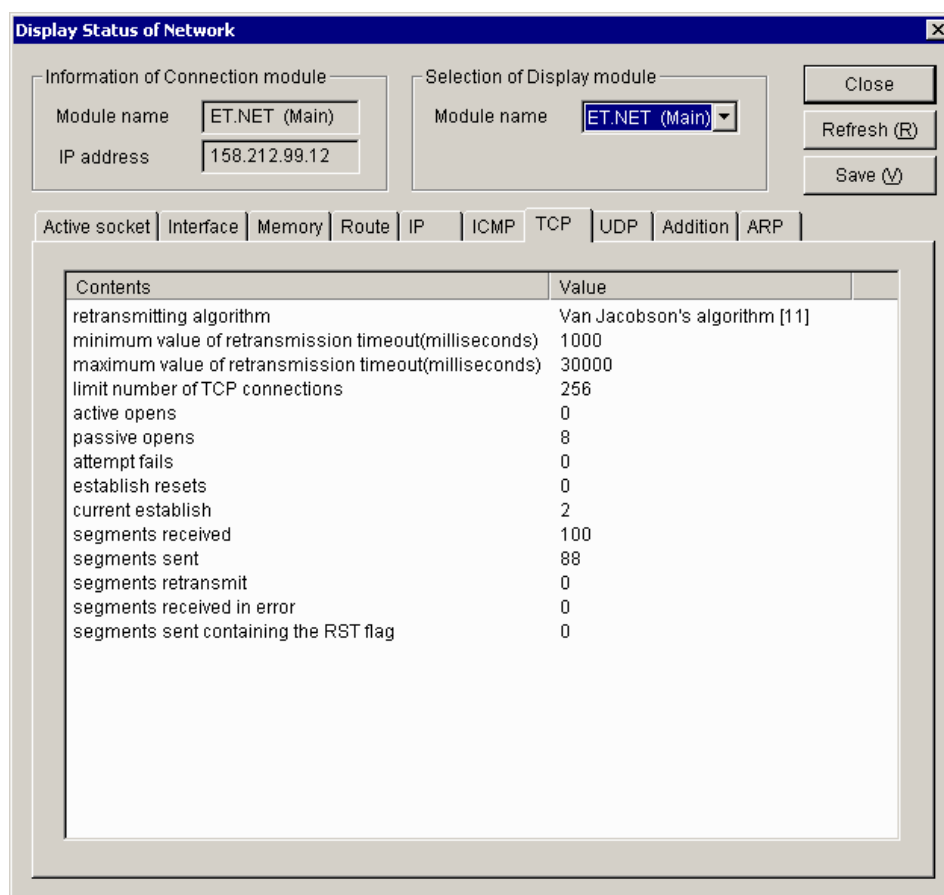 Display Status of Network
Information of Connection module
Module name ET.NET (Main)
IP address 158.212.99.12
Selection of Display module
Module name ET.NET (Main)
Close
Refresh (R)
Save (V)
Active socket Interface Memory Route IP ICMP TCP UDP Addition ARP
Contents Value
retransmitting algorithm Van Jacobson's algorithm [11]
minimum value of retransmission timeout(milliseconds) 1000
maximum value of retransmission timeout(milliseconds) 30000
limit number of TCP connections 256
active opens 0
passive opens 8
attempt fails 0
establish resets 0
current establish 2
segments received 100
segments sent 88
segments retransmit 0
segments received in error 0
segments sent containing the RST flag 0